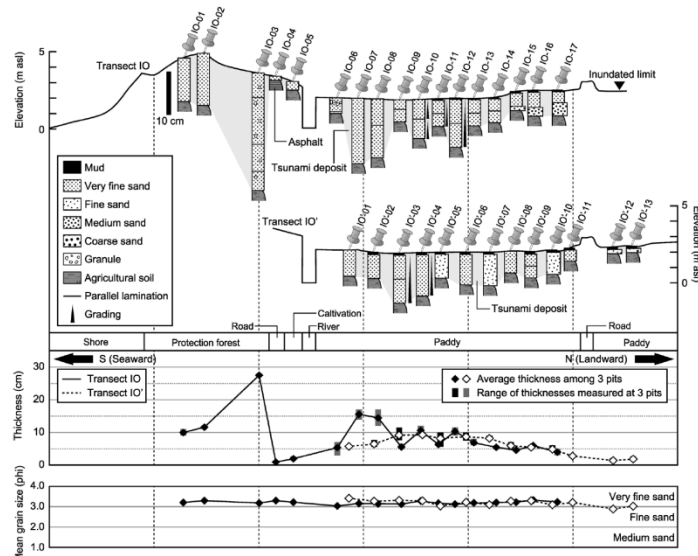 IO-01
IO-02
IO-03
IO-04
IO-05
IO-06
IO-07
IO-08
IO-09
IO-10
IO-11
IO-12
IO-13
IO-14
IO-15
IO-16
IO-17
Elevation (m asl)
5
0
Transect IO
10 cm
Asphalt
Tsunami deposit
Inundated limit
Mud
Very fine sand
Fine sand
Medium sand
Coarse sand
Granule
Agricultural soil
Parallel lamination
Grading
Transect IO'
IO'-01
IO'-02
IO'-03
IO'-04
IO'-05
IO'-06
IO'-07
IO'-08
IO'-09
IO'-10
IO'-11
IO'-12
IO'-13
5
0
Elevation (m asl)
Tsunami deposit
Road
Cultivation
River
Road
Shore
Protection forest
Paddy
Paddy
S (Seaward)
N (Landward)
Thickness (cm)
30
20
10
0
Transect IO
Transect IO'
Average thickness among 3 pits
Range of thicknesses measured at 3 pits
Mean grain size (phi)
4.0
3.0
2.0
1.0
Very fine sand
Fine sand
Medium sand